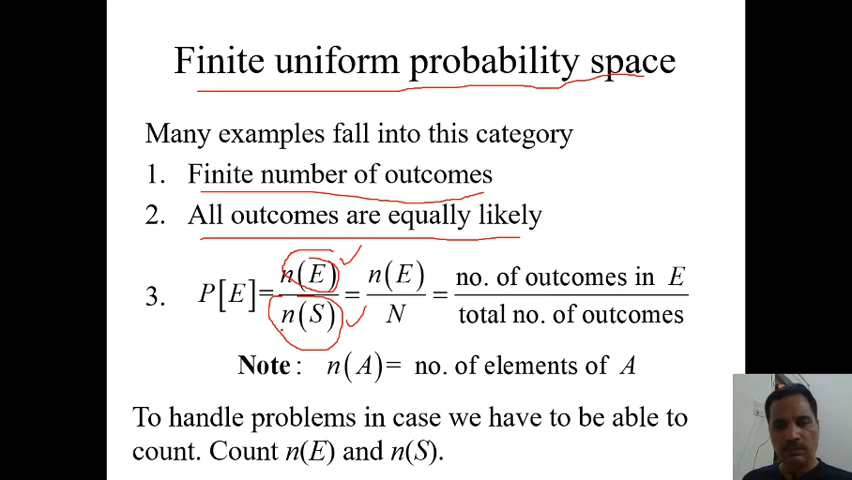 Finite uniform probability space
Many examples fall into this category
1. Finite number of outcomes
2. All outcomes are equally likely
3. P[E]= n(E)/n(S) = n(E)/N = no. of outcomes in E/total no. of outcomes
Note: n(A)= no. of elements of A
To handle problems in case we have to be able to
count. Count n(E) and n(S).